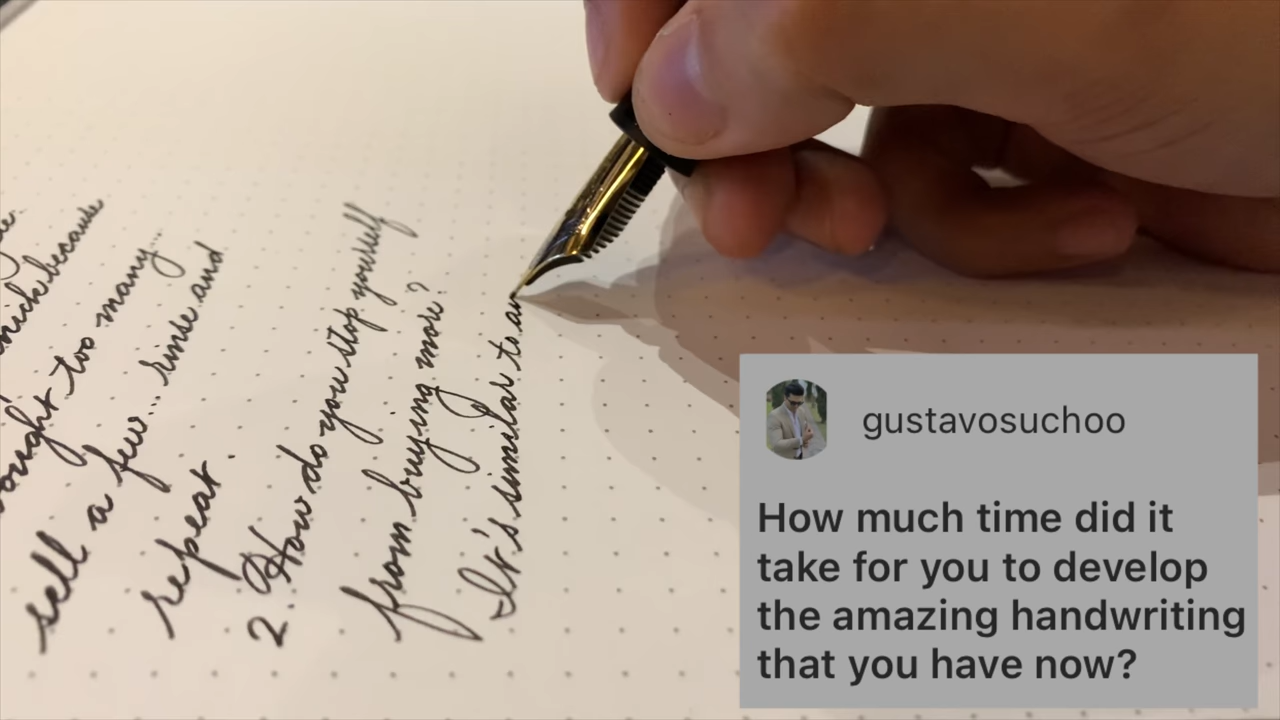 because
too many...
sell a few... rinse and
repeat.
2. How do you stop yourself
from buying more?
It's similar to an
gustavosuchoo
How much time did it
take for you to develop
the amazing handwriting
that you have now?